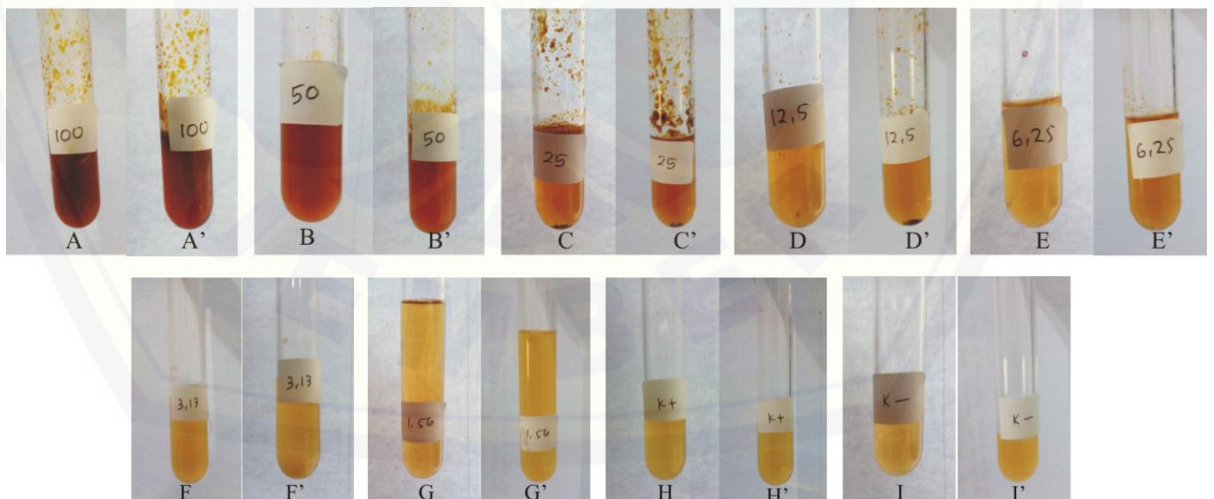 100
100
50
50
25
25
12,5
12,5
6,25
6,25
A
A’
B
B’
C
C’
D
D’
E
E’
3,13
3,13
1,56
1,56
K+
K+
K-
K-
F
F’
G
G’
H
H’
I
I’